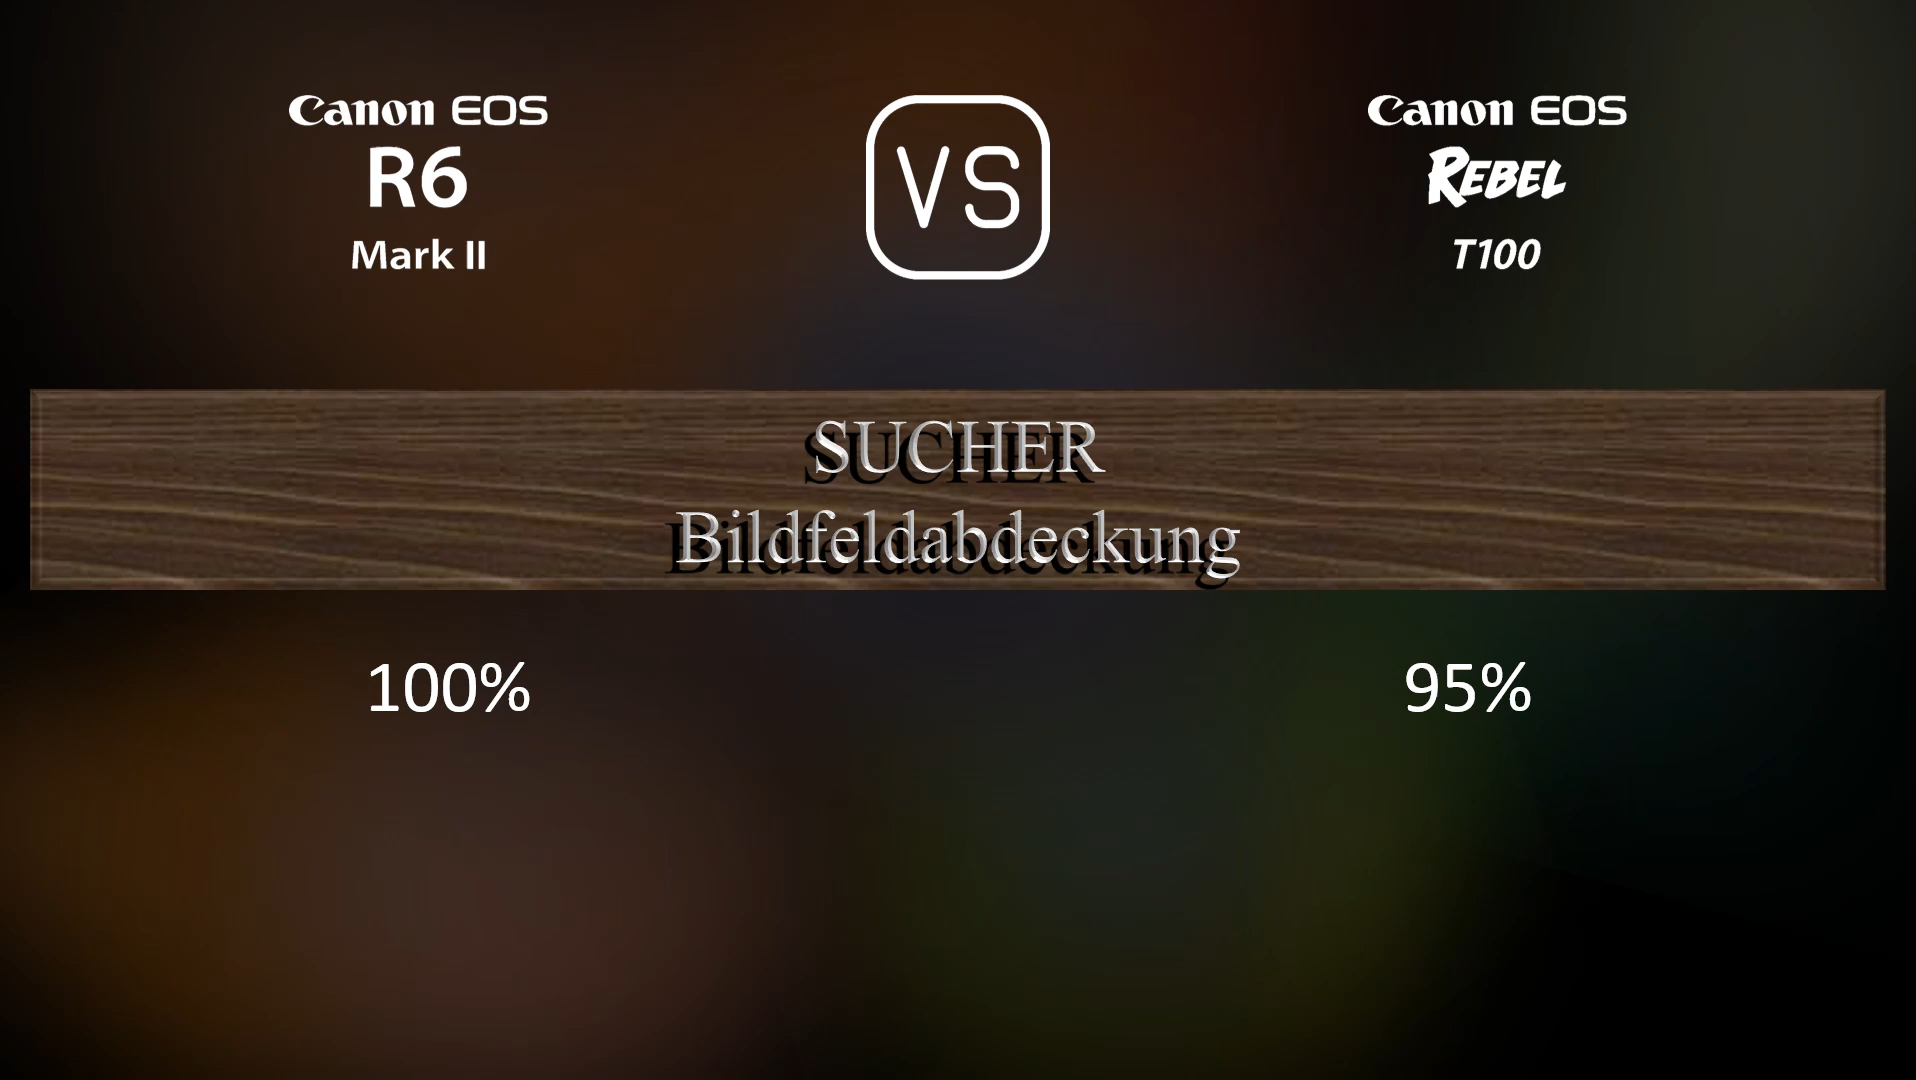 Canon EOS
R6
Mark II
VS
Canon EOS
REBEL
T100
SUCHER
Bildfeldabdeckung
100%
95%